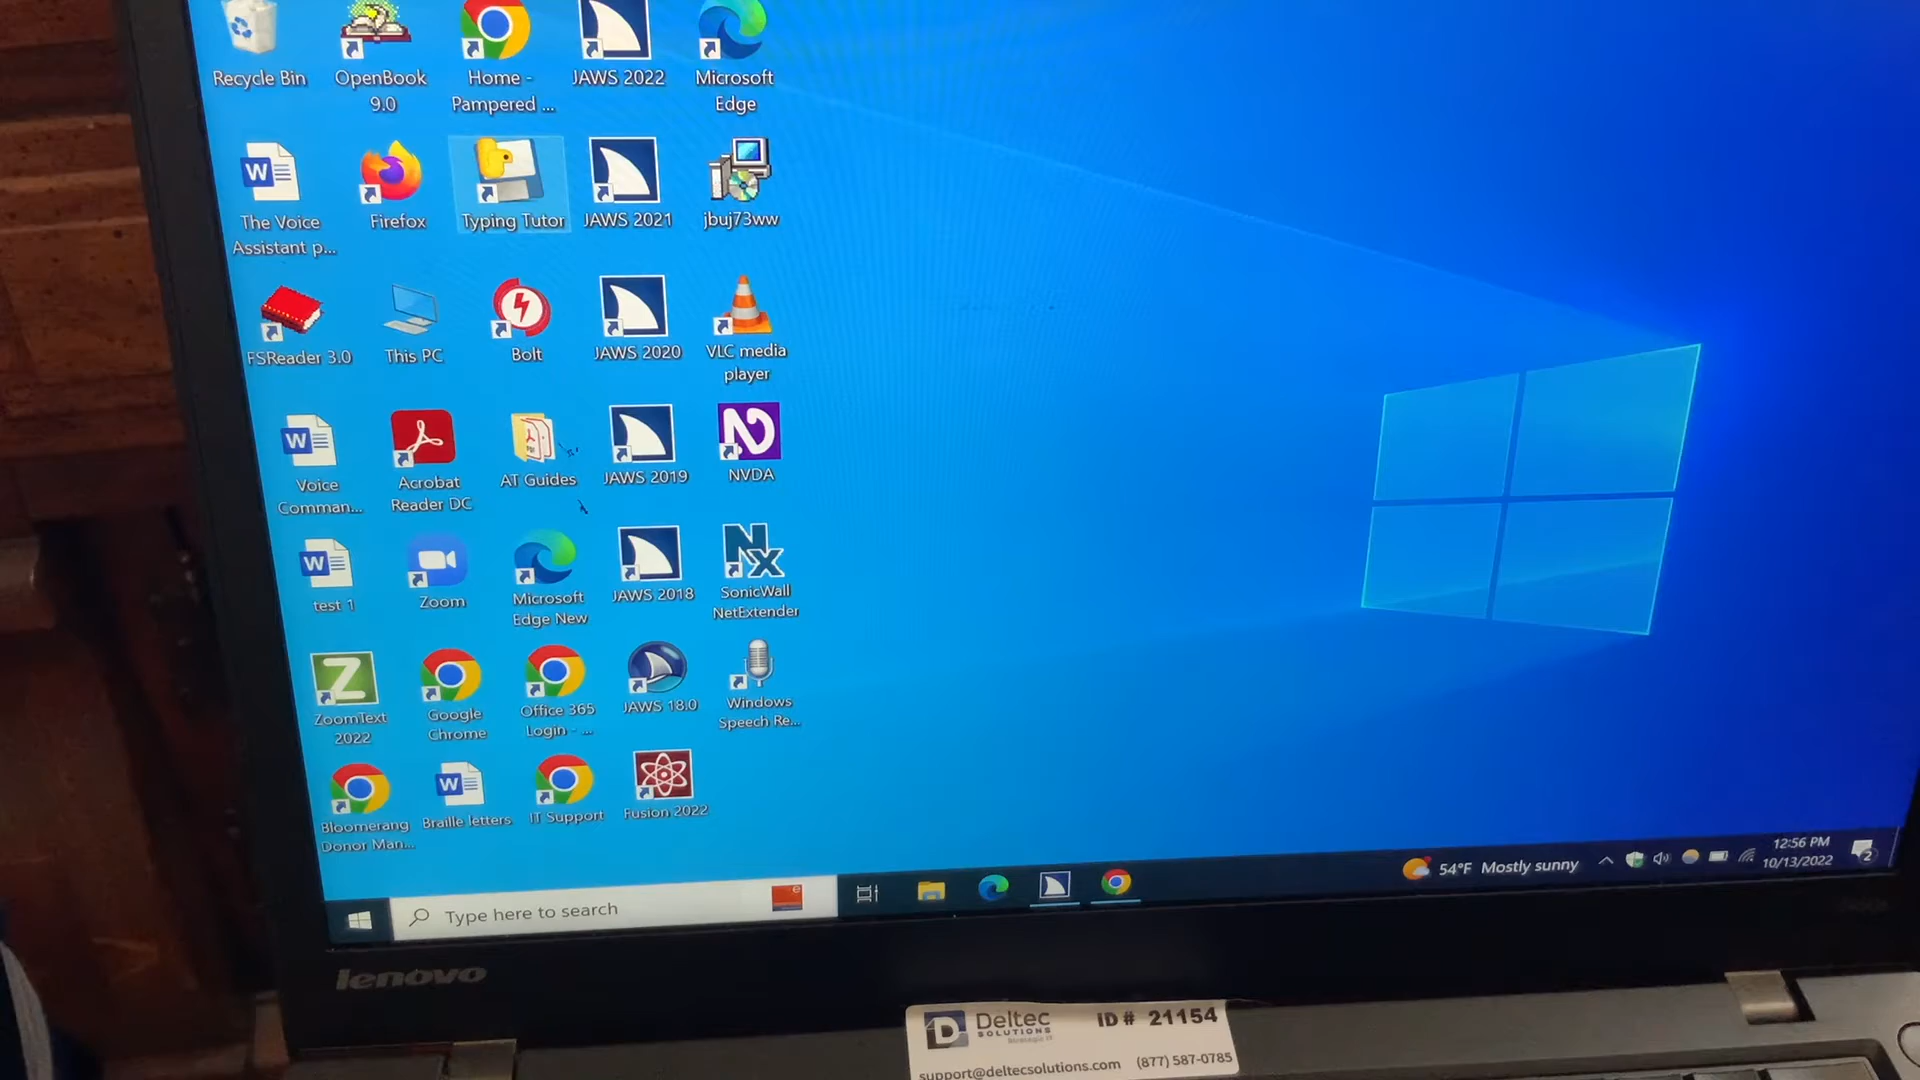 Recycle Bin
OpenBook
9.0
Home -
Pampered ...
JAWS 2022
Microsoft
Edge
The Voice
Assistant p...
Firefox
Typing Tutor
JAWS 2021
jbuj73ww
FSReader 3.0
This PC
Bolt
JAWS 2020
VLC media
player
Voice
Comman...
Acrobat
Reader DC
AT Guides
JAWS 2019
NVDA
test 1
Zoom
Microsoft
Edge New
JAWS 2018
SonicWall
NetExtender
ZoomText
2022
Google
Chrome
Office 365
Login - ...
JAWS 18.0
Windows
Speech Re...
Bloomerang
Donor Man...
Braille letters
IT Support
Fusion 2022
Type here to search
54°F Mostly sunny
12:56 PM
10/13/2022
2
lenovo
Deltec
SOLUTIONS
Strategic IT
ID# 21154
support@deltecsolutions.com (877) 587-0785